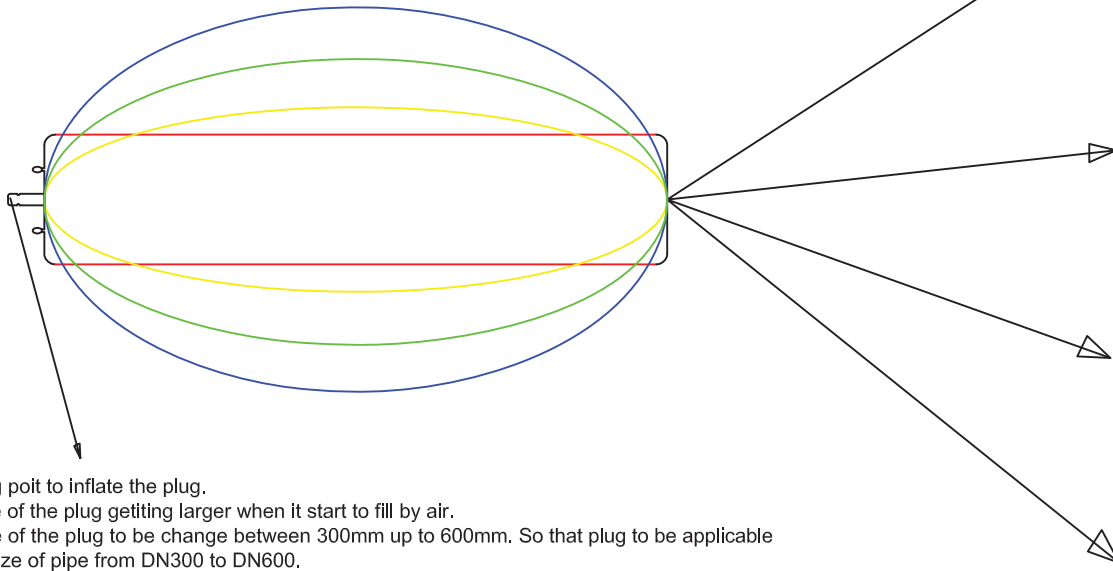 g poit to inflate the plug.
e of the plug getiting larger when it start to fill by air.
e of the plug to be change between 300mm up to 600mm. So that plug to be applicable
ze of pipe from DN300 to DN600.